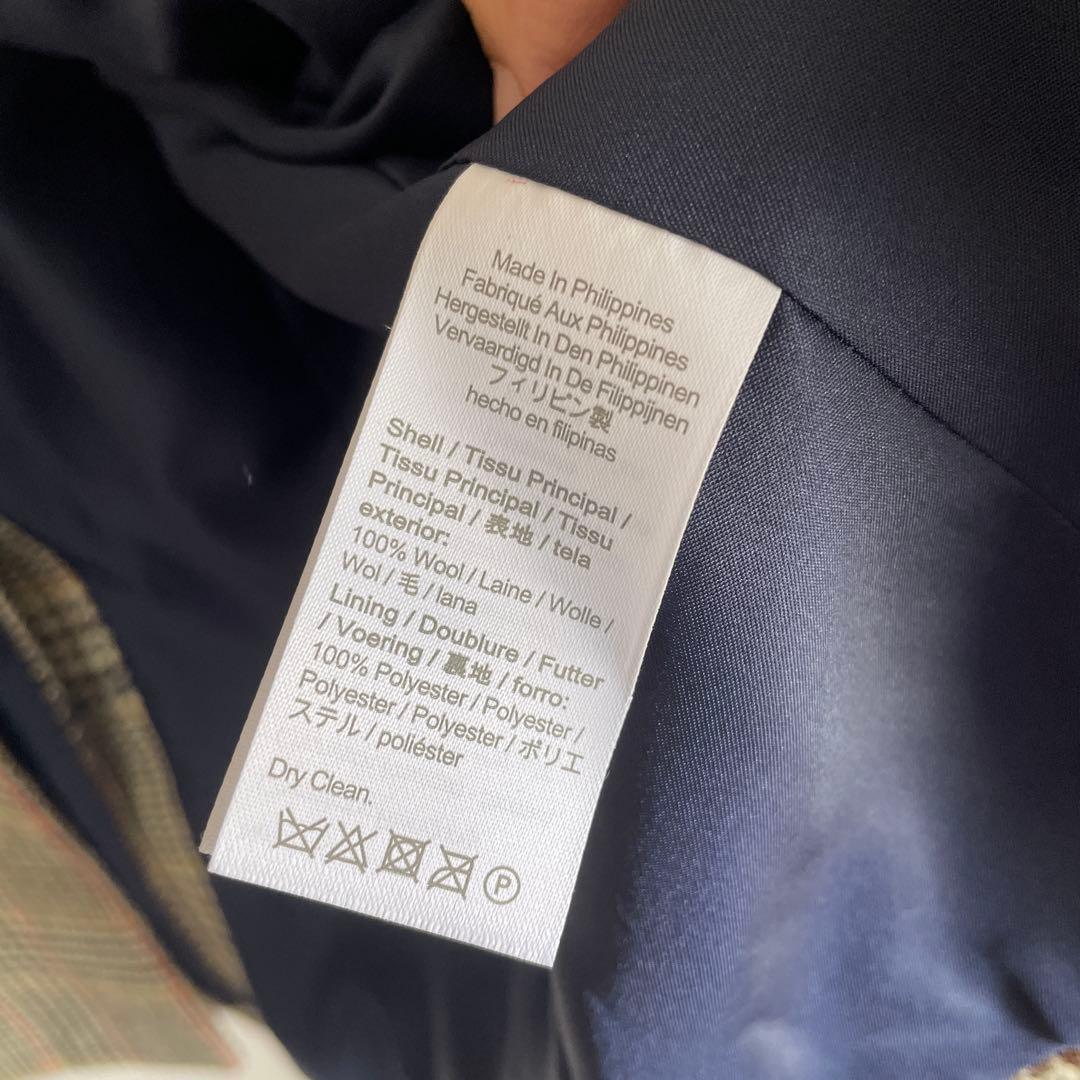 Made In Philippines
Fabriqué Aux Philippines
Hergestellt In Den Philippinen
Vervaardigd In De Filippijnen
フィリピン製
hecho en filipinas
Shell / Tissu Principal /
Tissu Principal / Tissu
Principal / 表地 / tela
exterior:
100% Wool / Laine / Wolle /
Wol / 毛 / lana
Lining / Doublure / Futter
/ Voering / 裏地 / forro:
100% Polyester / Polyester /
Polyester / Polyester / ポリエ
ステル / poliéster
Dry Clean.
P